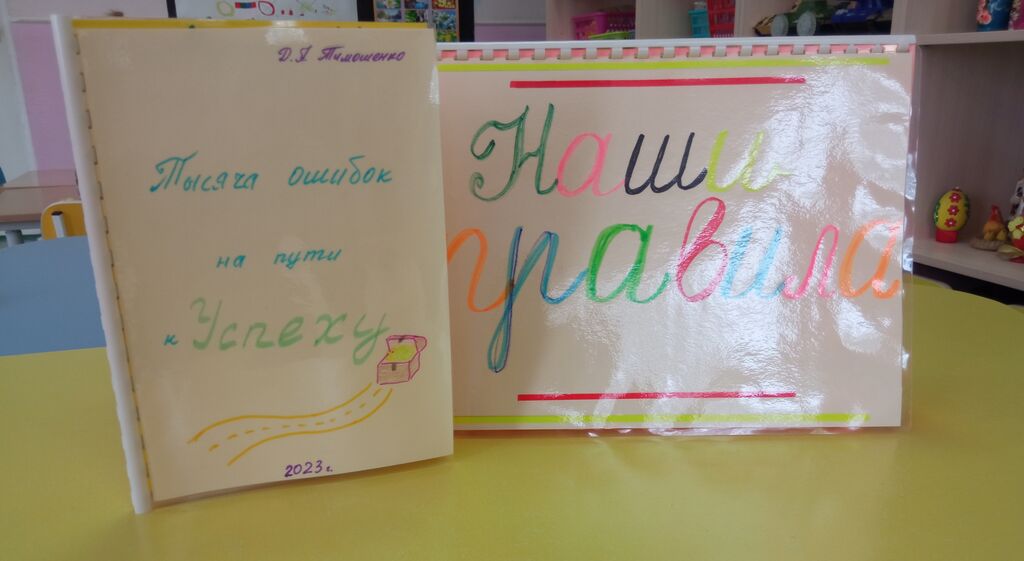 Д.Я Тимошенко
Тысяча ошибок
на пути
к Успеху
2023 г.
Наши
правила